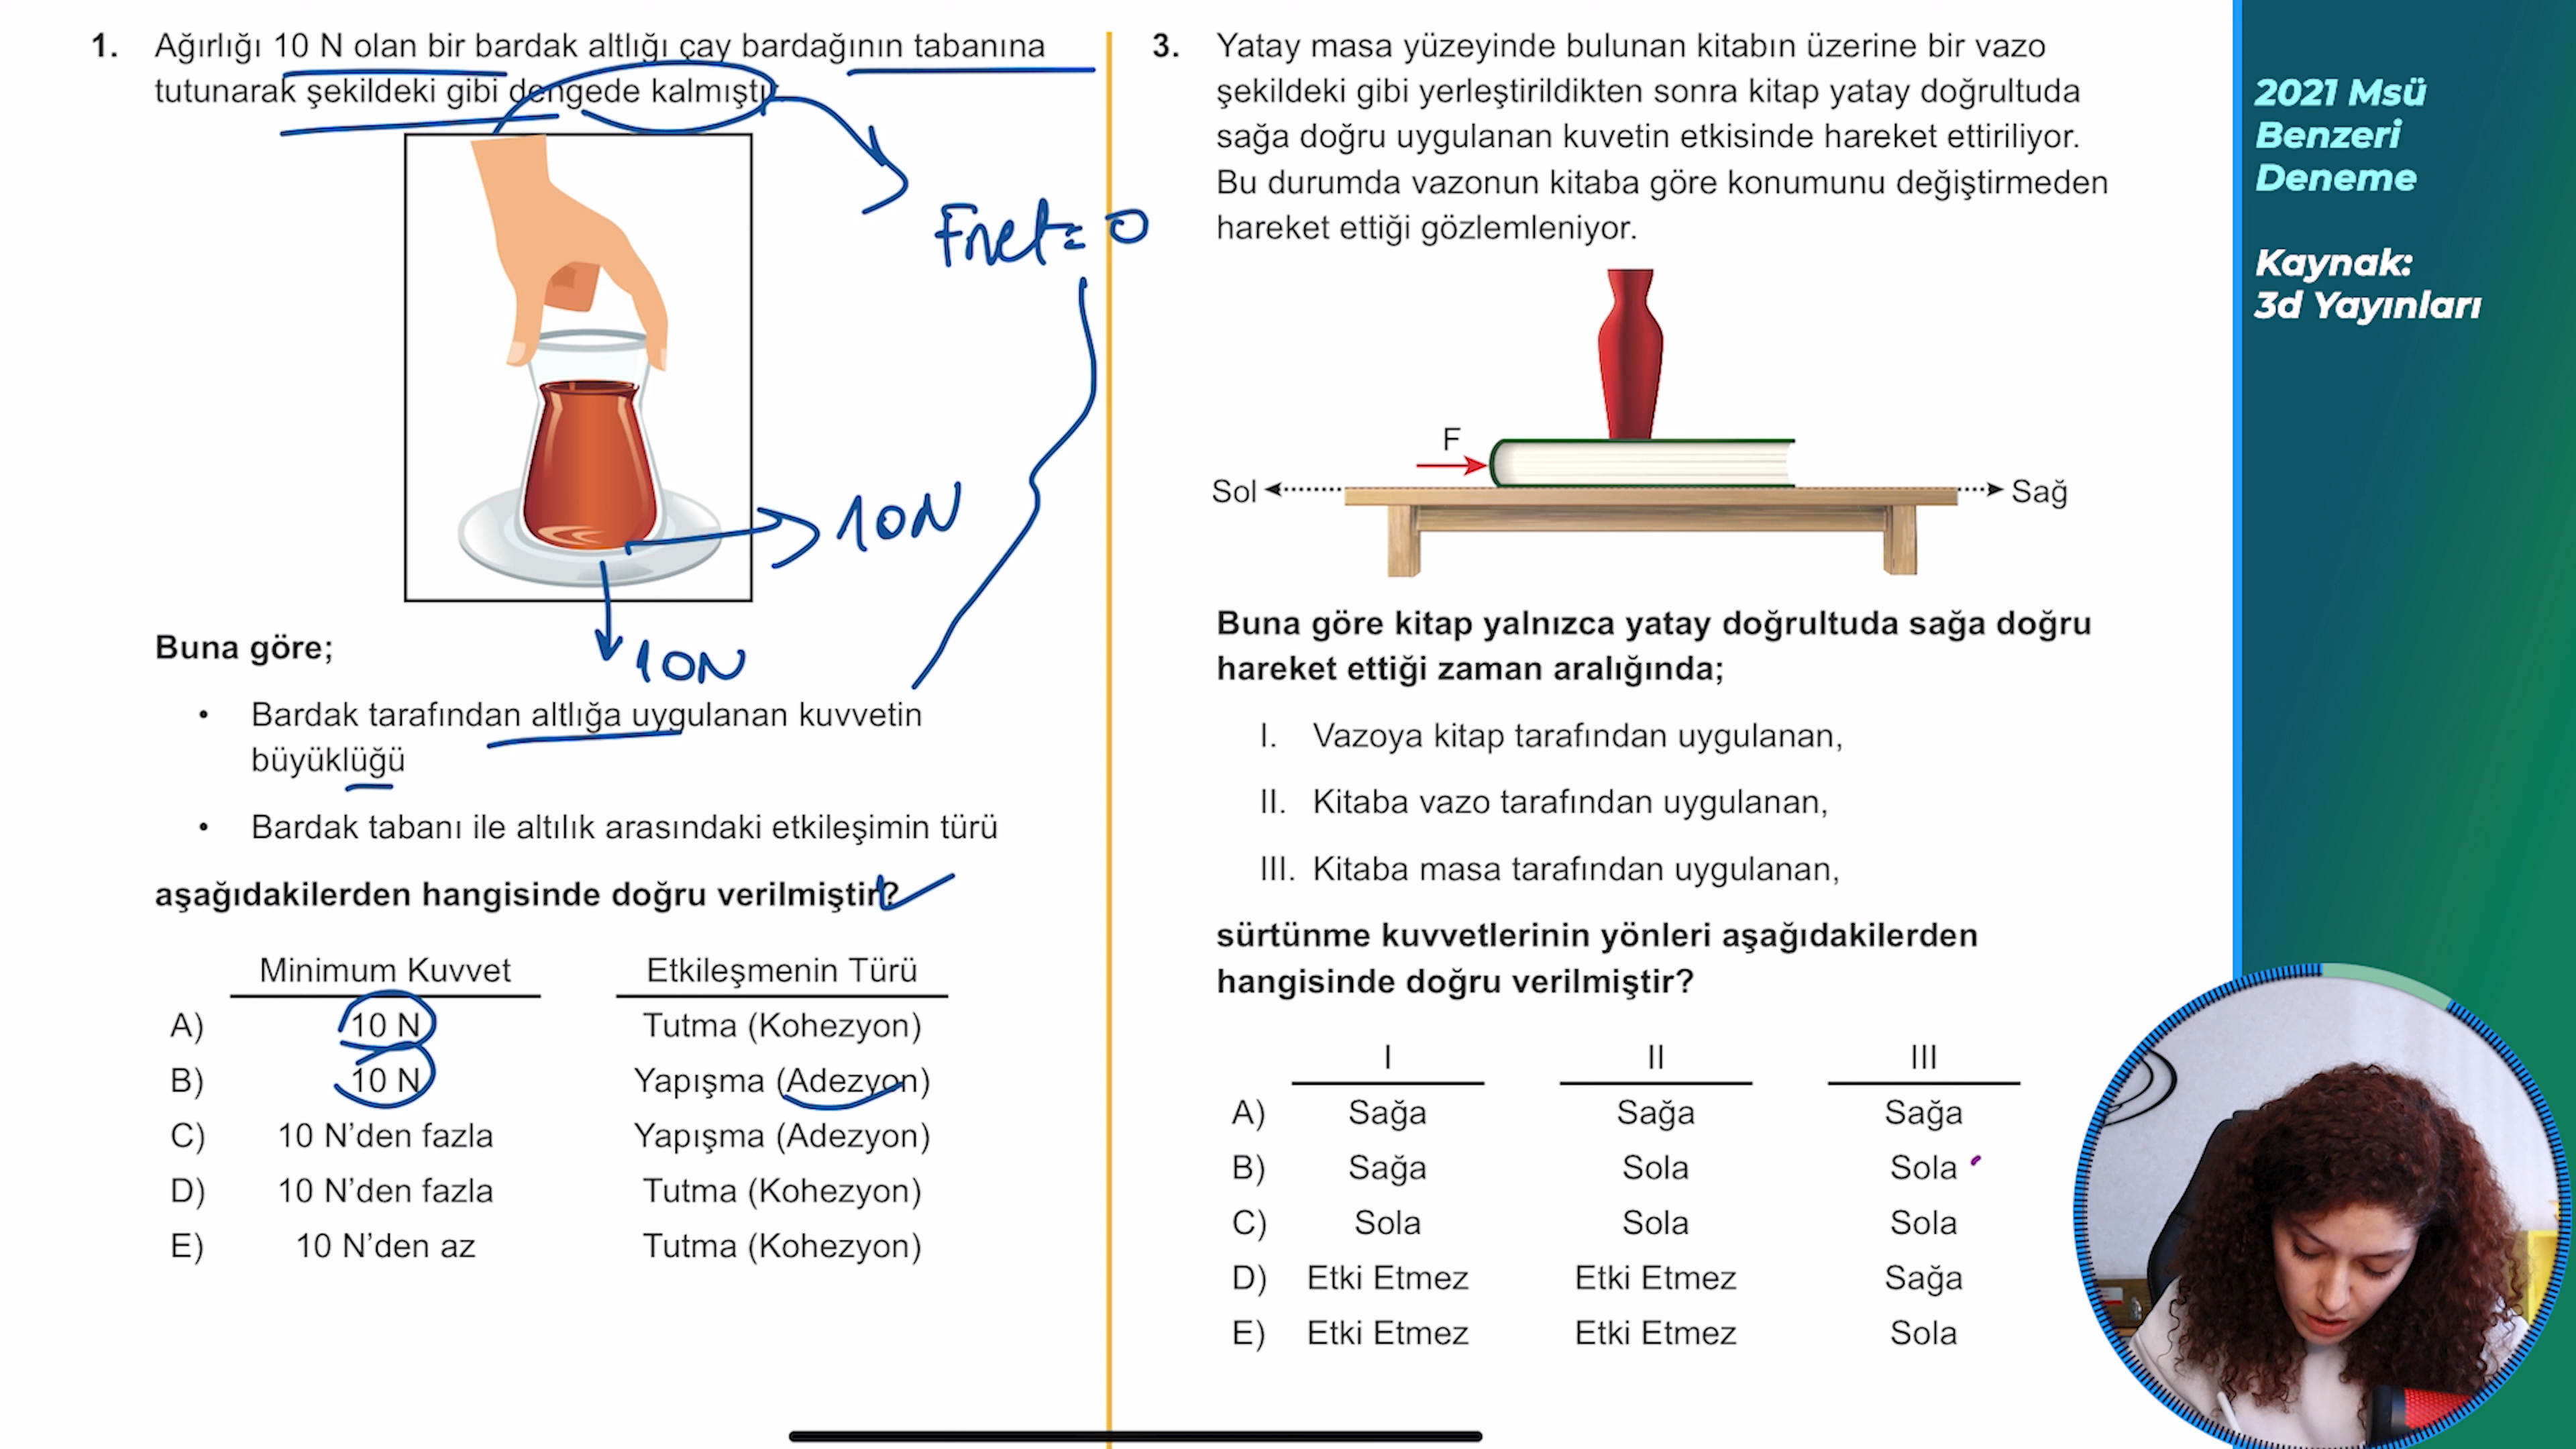 1. Ağırlığı 10 N olan bir bardak altlığı çay bardağının tabanına
tutunarak şekildeki gibi dengede kalmıştır.
Fnet = 0
10N
10N
Buna göre;
• Bardak tarafından altlığa uygulanan kuvvetin
büyüklüğü
• Bardak tabanı ile altılık arasındaki etkileşimin türü
aşağıdakilerden hangisinde doğru verilmiştir?
Minimum Kuvvet Etkileşmenin Türü
A) 10 N Tutma (Kohezyon)
B) 10 N Yapışma (Adezyon)
C) 10 N’den fazla Yapışma (Adezyon)
D) 10 N’den fazla Tutma (Kohezyon)
E) 10 N’den az Tutma (Kohezyon)
3. Yatay masa yüzeyinde bulunan kitabın üzerine bir vazo
şekildeki gibi yerleştirildikten sonra kitap yatay doğrultuda
sağa doğru uygulanan kuvetin etkisinde hareket ettiriliyor.
Bu durumda vazonun kitaba göre konumunu değiştirmeden
hareket ettiği gözlemleniyor.
F
Sol Sağ
Buna göre kitap yalnızca yatay doğrultuda sağa doğru
hareket ettiği zaman aralığında;
I. Vazoya kitap tarafından uygulanan,
II. Kitaba vazo tarafından uygulanan,
III. Kitaba masa tarafından uygulanan,
sürtünme kuvvetlerinin yönleri aşağıdakilerden
hangisinde doğru verilmiştir?
I II III
A) Sağa Sağa Sağa
B) Sağa Sola Sola
C) Sola Sola Sola
D) Etki Etmez Etki Etmez Sağa
E) Etki Etmez Etki Etmez Sola
2021 Msü
Benzeri
Deneme
Kaynak:
3d Yayınları